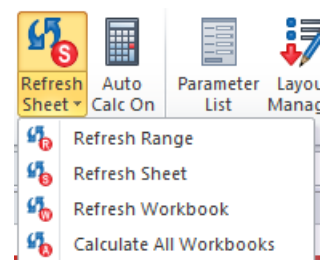 S
Refresh Sheet
Auto Calc On
Parameter List
Layou Manag
R Refresh Range
S Refresh Sheet
W Refresh Workbook
A Calculate All Workbooks